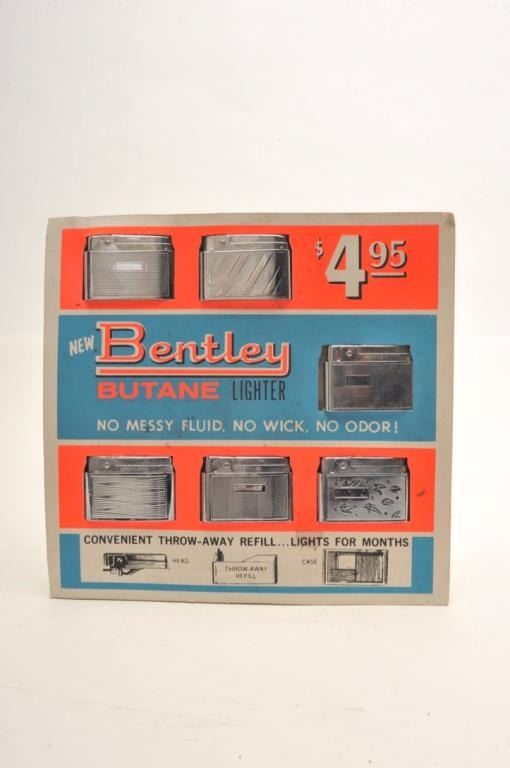 $4.95
NEW Bentley
BUTANE LIGHTER
NO MESSY FLUID, NO WICK, NO ODOR!
CONVENIENT THROW-AWAY REFILL...LIGHTS FOR MONTHS
HEAD
THROW-AWAY
REFILL
CASE